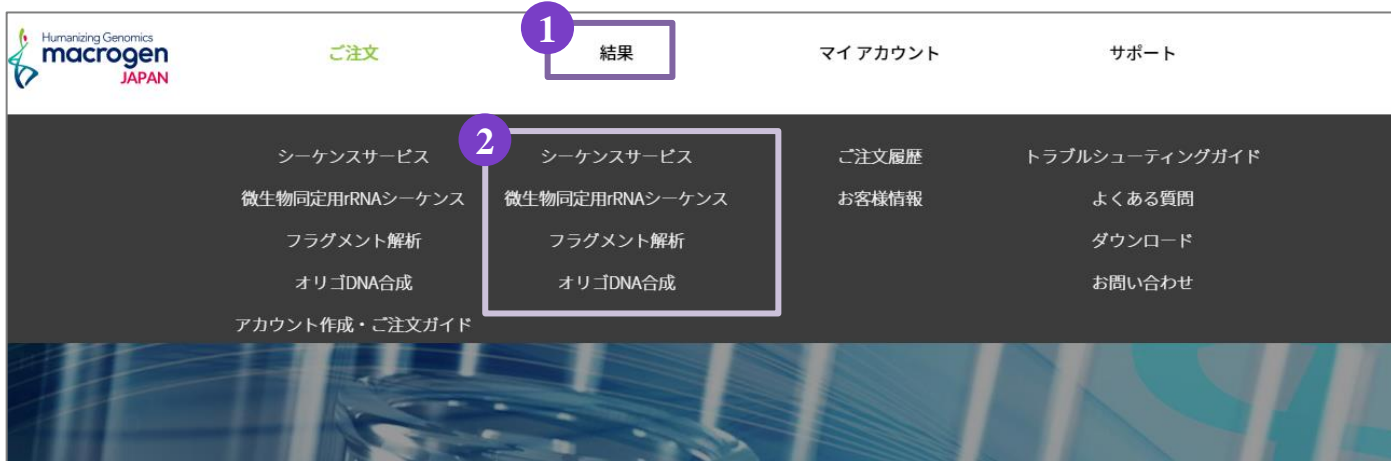 Humanizing Genomics
macrogen
JAPAN
ご注文
1
結果
マイ アカウント
サポート
2
シーケンスサービス
シーケンスサービス
ご注文履歴
トラブルシューティングガイド
微生物同定用rRNAシーケンス
微生物同定用rRNAシーケンス
お客様情報
よくある質問
フラグメント解析
フラグメント解析
ダウンロード
オリゴDNA合成
オリゴDNA合成
お問い合わせ
アカウント作成・ご注文ガイド